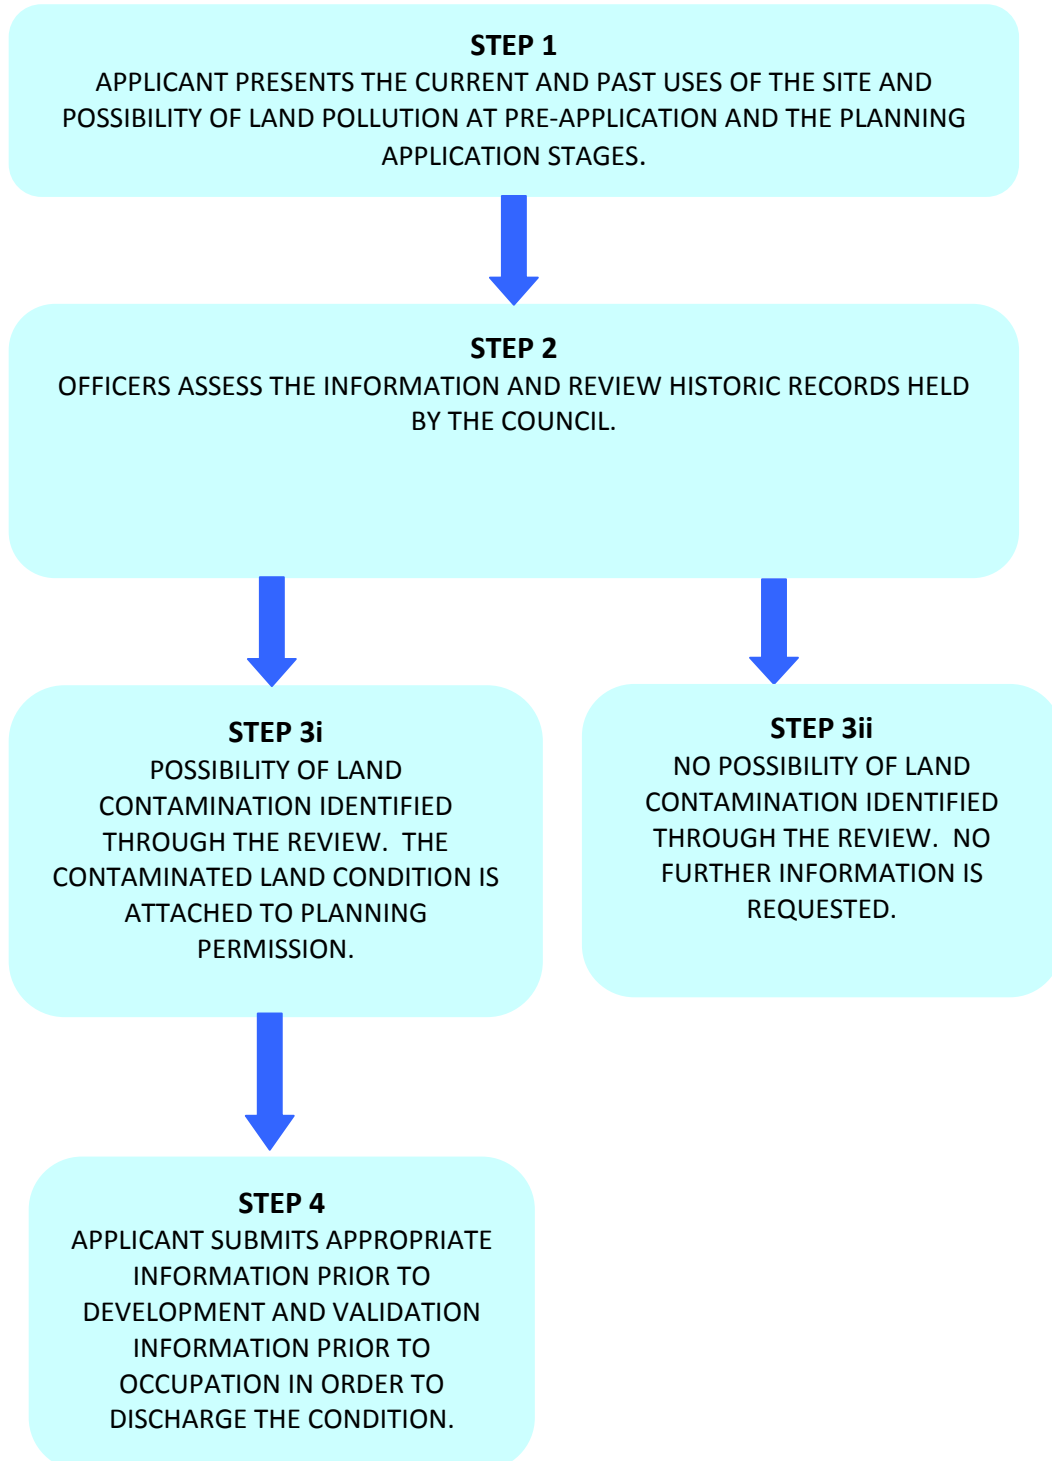 STEP 1
APPLICANT PRESENTS THE CURRENT AND PAST USES OF THE SITE AND
POSSIBILITY OF LAND POLLUTION AT PRE-APPLICATION AND THE PLANNING
APPLICATION STAGES.
STEP 2
OFFICERS ASSESS THE INFORMATION AND REVIEW HISTORIC RECORDS HELD
BY THE COUNCIL.
STEP 3i
POSSIBILITY OF LAND
CONTAMINATION IDENTIFIED
THROUGH THE REVIEW.  THE
CONTAMINATED LAND CONDITION IS
ATTACHED TO PLANNING
PERMISSION.
STEP 3ii
NO POSSIBILITY OF LAND
CONTAMINATION IDENTIFIED
THROUGH THE REVIEW.  NO
FURTHER INFORMATION IS
REQUESTED.
STEP 4
APPLICANT SUBMITS APPROPRIATE
INFORMATION PRIOR TO
DEVELOPMENT AND VALIDATION
INFORMATION PRIOR TO
OCCUPATION IN ORDER TO
DISCHARGE THE CONDITION.